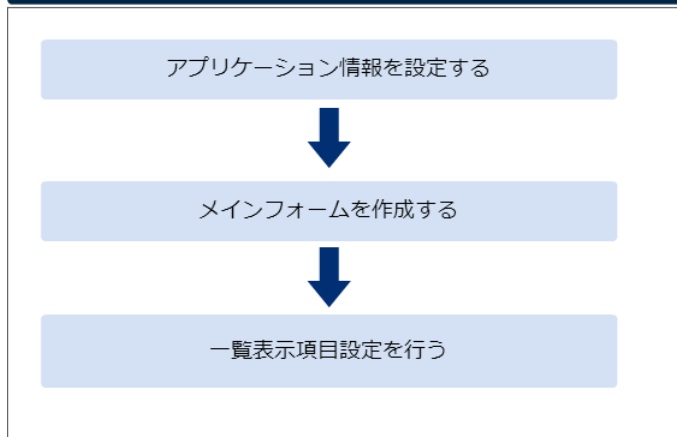 アプリケーション情報を設定する
メインフォームを作成する
一覧表示項目設定を行う